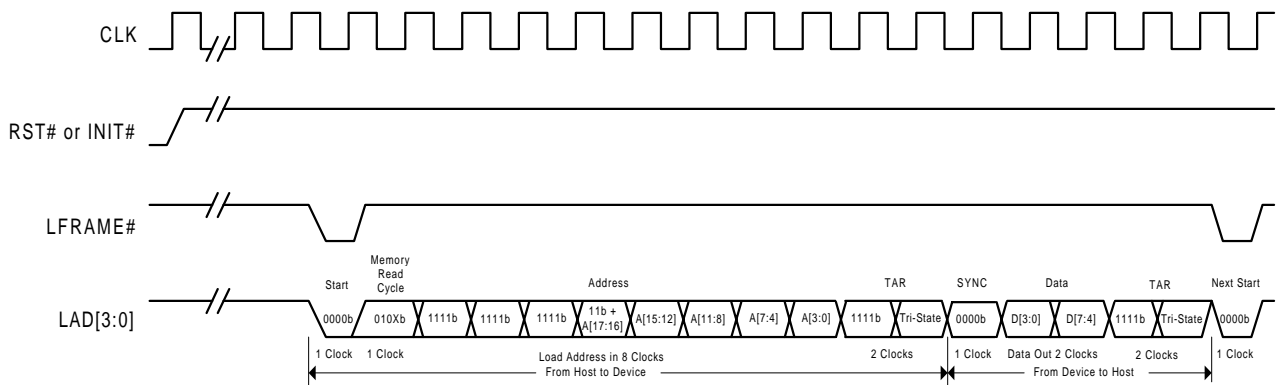 CLK
RST# or INIT#
LFRAME#
Memory
Read
Cycle
Start
Address
TAR
SYNC
Data
TAR
Next Start
LAD[3:0]
0000b
010Xb
1111b
1111b
1111b
11b +
A[17:16]
A[15:12]
A[11:8]
A[7:4]
A[3:0]
1111b
Tri-State
0000b
D[3:0]
D[7:4]
1111b
Tri-State
0000b
1 Clock
1 Clock
Load Address in 8 Clocks
2 Clocks
1 Clock
Data Out 2 Clocks
2 Clocks
1 Clock
From Host to Device
From Device to Host